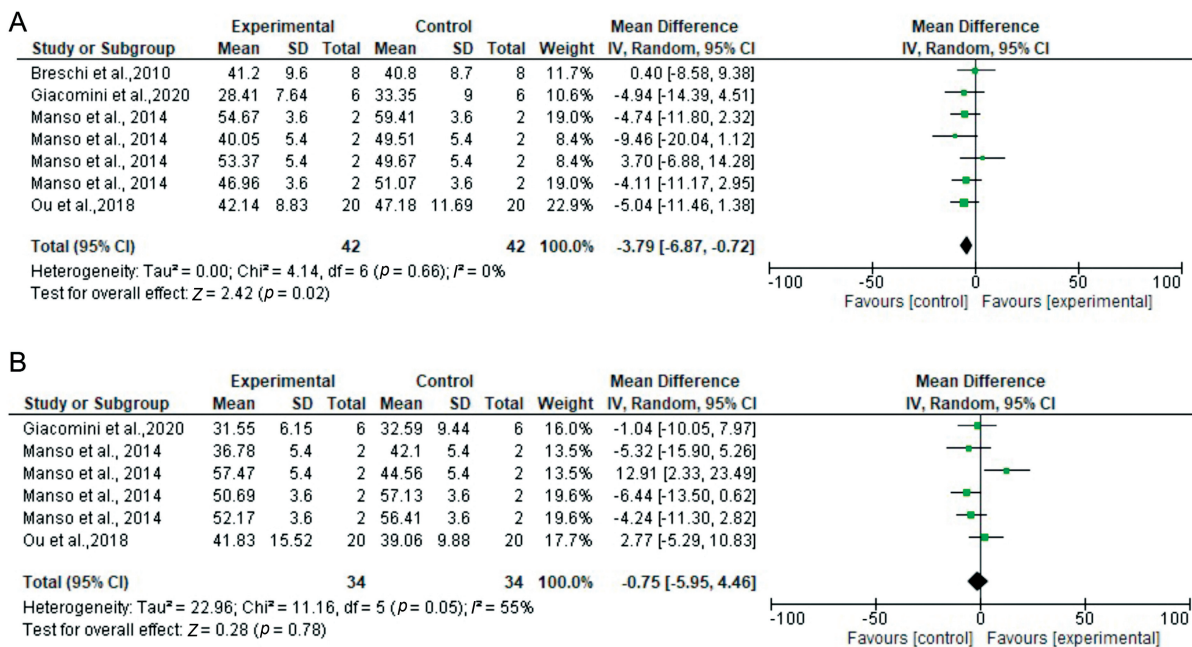 A
Experimental Control Mean Difference Mean Difference
Study or Subgroup Mean SD Total Mean SD Total Weight IV, Random, 95% CI IV, Random, 95% CI
Breschi et al.,2010 41.2 9.6 8 40.8 8.7 8 11.7% 0.40 [-8.58, 9.38]
Giacomini et al.,2020 28.41 7.64 6 33.35 9 6 10.6% -4.94 [-14.39, 4.51]
Manso et al., 2014 54.67 3.6 2 59.41 3.6 2 19.0% -4.74 [-11.80, 2.32]
Manso et al., 2014 40.05 5.4 2 49.51 5.4 2 8.4% -9.46 [-20.04, 1.12]
Manso et al., 2014 53.37 5.4 2 49.67 5.4 2 8.4% 3.70 [-6.88, 14.28]
Manso et al., 2014 46.96 3.6 2 51.07 3.6 2 19.0% -4.11 [-11.17, 2.95]
Ou et al.,2018 42.14 8.83 20 47.18 11.69 20 22.9% -5.04 [-11.46, 1.38]
Total (95% CI) 42 42 100.0% -3.79 [-6.87, -0.72]
Heterogeneity: Tau² = 0.00; Chi² = 4.14, df = 6 (p = 0.66); I² = 0%
Test for overall effect: Z = 2.42 (p = 0.02)
-100 -50 0 50 100
Favours [control] Favours [experimental]
B
Experimental Control Mean Difference Mean Difference
Study or Subgroup Mean SD Total Mean SD Total Weight IV, Random, 95% CI IV, Random, 95% CI
Giacomini et al.,2020 31.55 6.15 6 32.59 9.44 6 16.0% -1.04 [-10.05, 7.97]
Manso et al., 2014 36.78 5.4 2 42.1 5.4 2 13.5% -5.32 [-15.90, 5.26]
Manso et al., 2014 57.47 5.4 2 44.56 5.4 2 13.5% 12.91 [2.33, 23.49]
Manso et al., 2014 50.69 3.6 2 57.13 3.6 2 19.6% -6.44 [-13.50, 0.62]
Manso et al., 2014 52.17 3.6 2 56.41 3.6 2 19.6% -4.24 [-11.30, 2.82]
Ou et al.,2018 41.83 15.52 20 39.06 9.88 20 17.7% 2.77 [-5.29, 10.83]
Total (95% CI) 34 34 100.0% -0.75 [-5.95, 4.46]
Heterogeneity: Tau² = 22.96; Chi² = 11.16, df = 5 (p = 0.05); I² = 55%
Test for overall effect: Z = 0.28 (p = 0.78)
-100 -50 0 50 100
Favours [control] Favours [experimental]